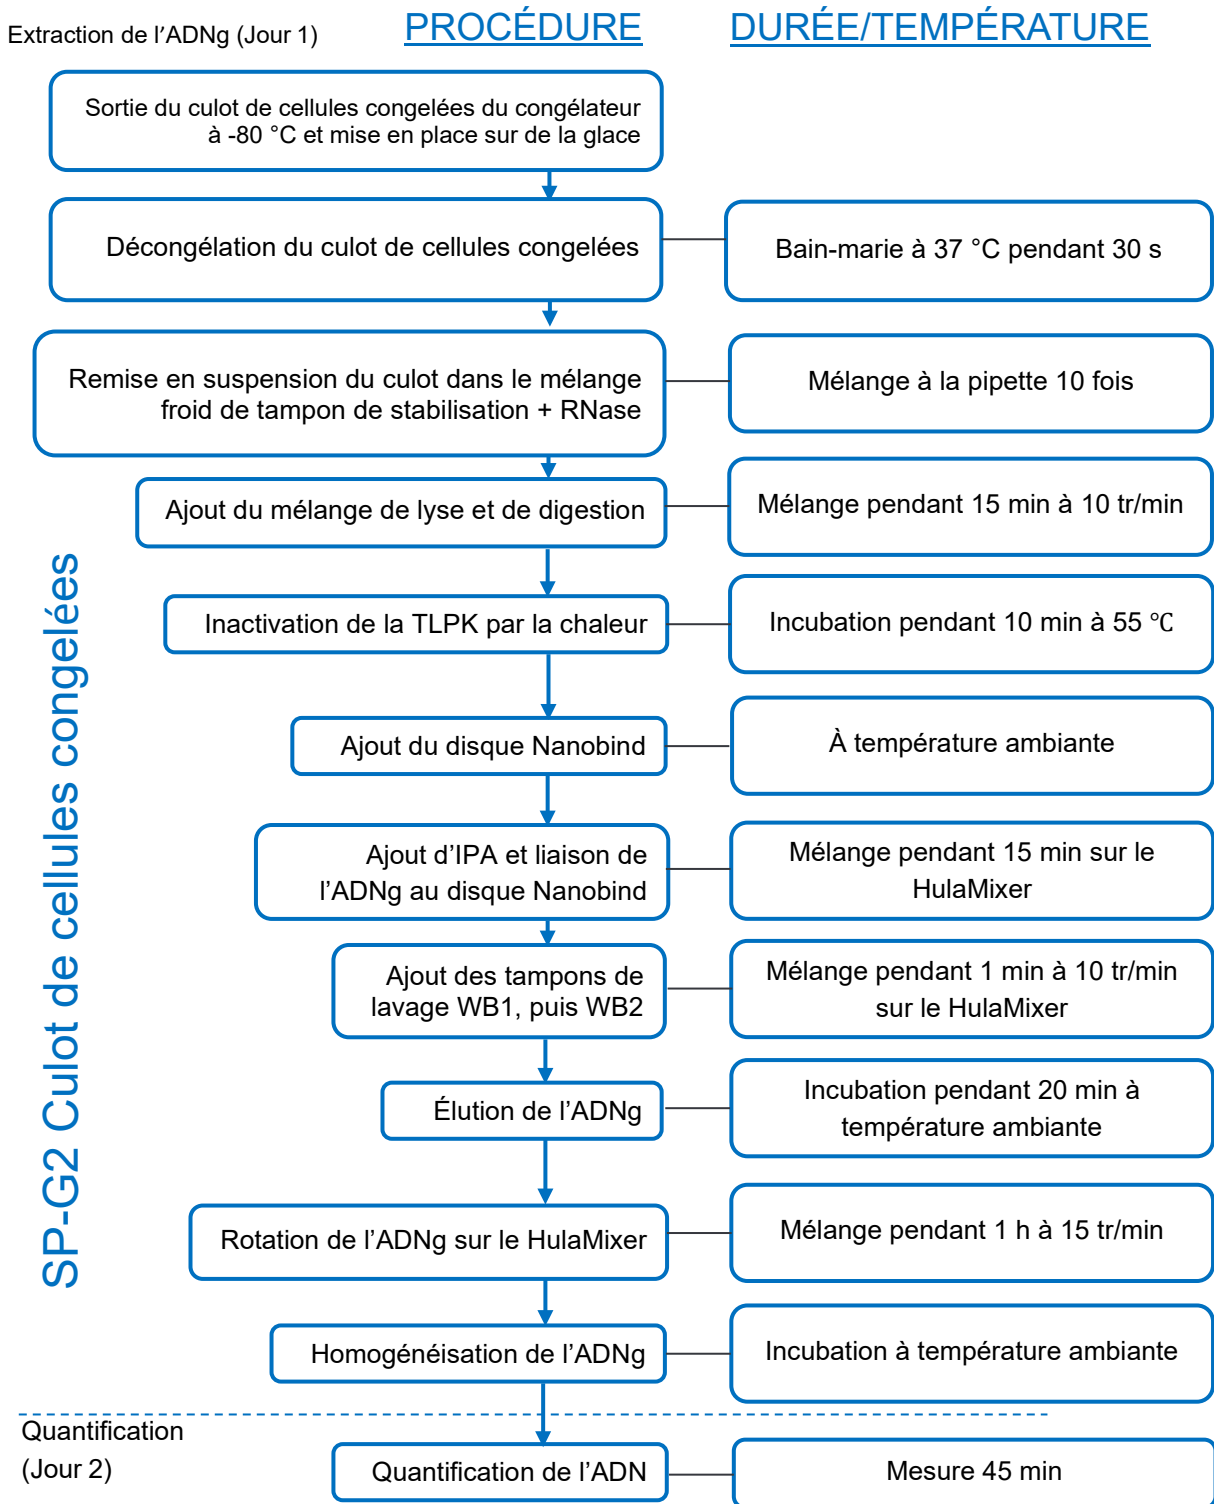 Extraction de l'ADNg (Jour 1)
PROCÉDURE
DURÉE/TEMPÉRATURE
Sortie du culot de cellules congelées du congélateur
à -80 °C et mise en place sur de la glace
Décongélation du culot de cellules congelées
Bain-marie à 37 °C pendant 30 s
Remise en suspension du culot dans le mélange
froid de tampon de stabilisation + RNase
Mélange à la pipette 10 fois
Ajout du mélange de lyse et de digestion
Mélange pendant 15 min à 10 tr/min
Inactivation de la TLPK par la chaleur
Incubation pendant 10 min à 55 °C
Ajout du disque Nanobind
À température ambiante
Ajout d'IPA et liaison de
l'ADNg au disque Nanobind
Mélange pendant 15 min sur le
HulaMixer
Ajout des tampons de
lavage WB1, puis WB2
Mélange pendant 1 min à 10 tr/min
sur le HulaMixer
Élution de l'ADNg
Incubation pendant 20 min à
température ambiante
Rotation de l'ADNg sur le HulaMixer
Mélange pendant 1 h à 15 tr/min
Homogénéisation de l'ADNg
Incubation à température ambiante
SP-G2 Culot de cellules congelées
Quantification
(Jour 2)
Quantification de l'ADN
Mesure 45 min